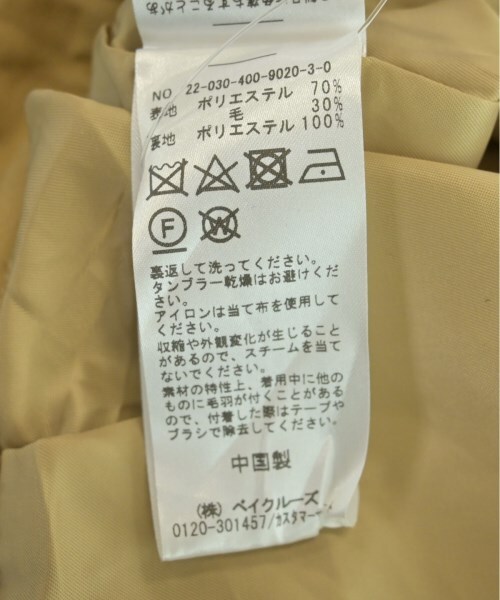 NO 22-030-400-9020-3-0
表地 ポリエステル 70%
毛 30%
裏地 ポリエステル 100%
F W
裏返して洗ってください。
タンブラー乾燥はお避けくだ
さい。
アイロンは当て布を使用して
ください。
収縮や外観変化が生じること
があるので、スチームを当て
ないでください。
素材の特性上、着用中に他の
ものに毛羽が付くことがある
ので、付着した際はテープや
ブラシで除去してください。
中国製
(株) ベイクルーズ
0120-301457/カスタマー